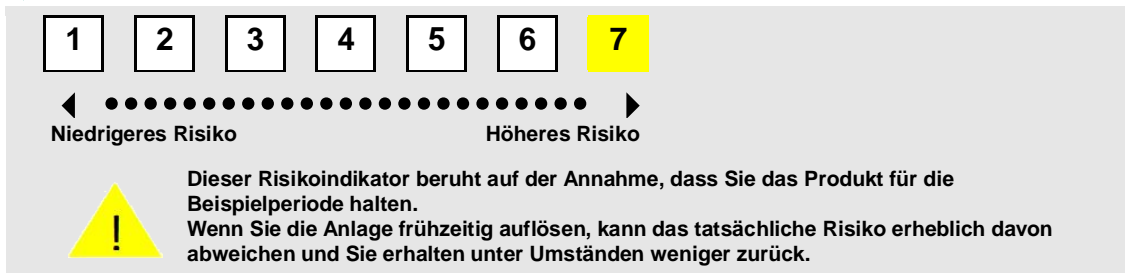 1 2 3 4 5 6 7
Niedrigeres Risiko Höheres Risiko
Dieser Risikoindikator beruht auf der Annahme, dass Sie das Produkt für die
Beispielperiode halten.
Wenn Sie die Anlage frühzeitig auflösen, kann das tatsächliche Risiko erheblich davon
abweichen und Sie erhalten unter Umständen weniger zurück.
!